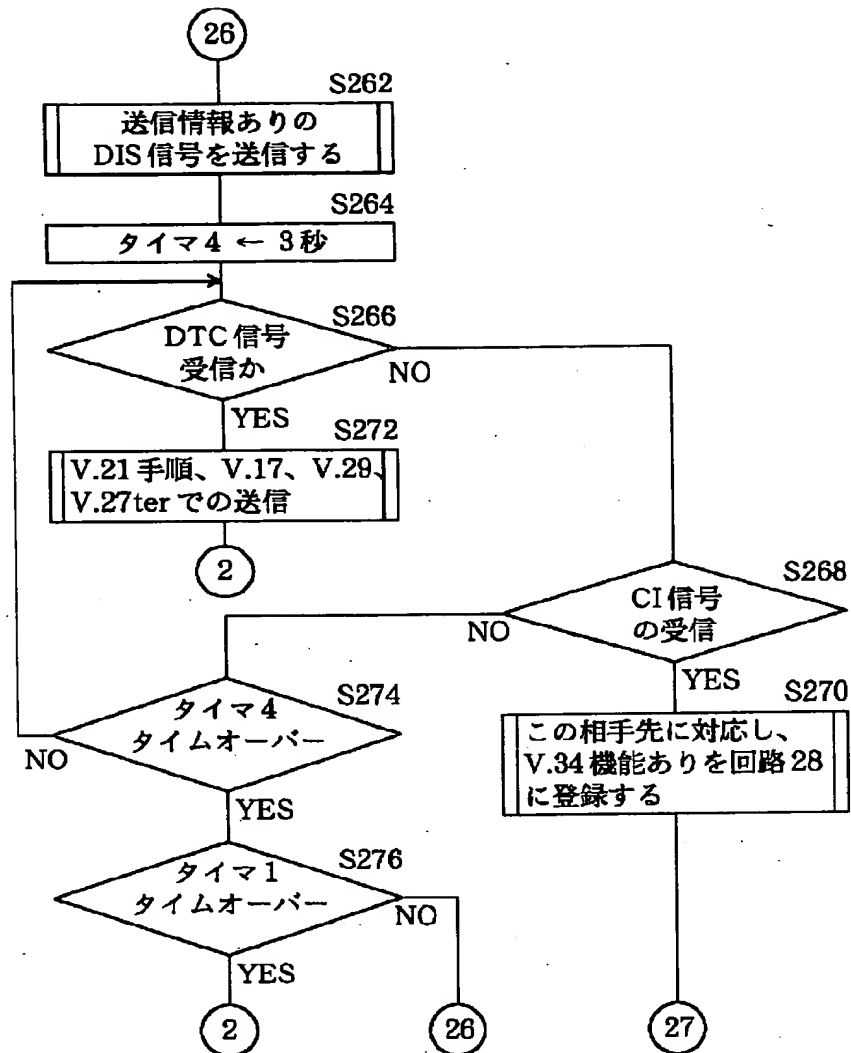 26
S262
送信情報ありの
DIS信号を送信する
S264
タイマ4 ← 3秒
S266
DTC信号
受信か
NO
YES
S272
V.21手順、V.17、V.29、
V.27terでの送信
2
S268
CI信号
の受信
NO
YES
S270
この相手先に対応し、
V.34機能ありを回路28
に登録する
S274
タイマ4
タイムオーバー
NO
YES
S276
タイマ1
タイムオーバー
NO
YES
2
26
27